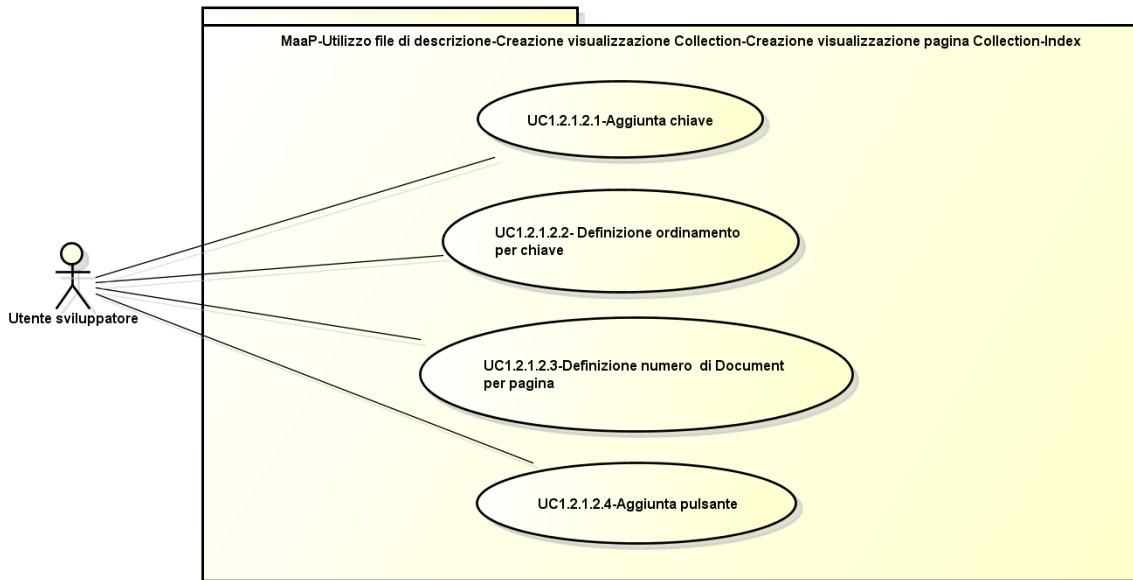 MaaP-Utilizzo file di descrizione-Creazione visualizzazione Collection-Creazione visualizzazione pagina Collection-Index
UC1.2.1.2.1-Aggiunta chiave
UC1.2.1.2.2- Definizione ordinamento
per chiave
Utente sviluppatore
UC1.2.1.2.3-Definizione numero  di Document
per pagina
UC1.2.1.2.4-Aggiunta pulsante